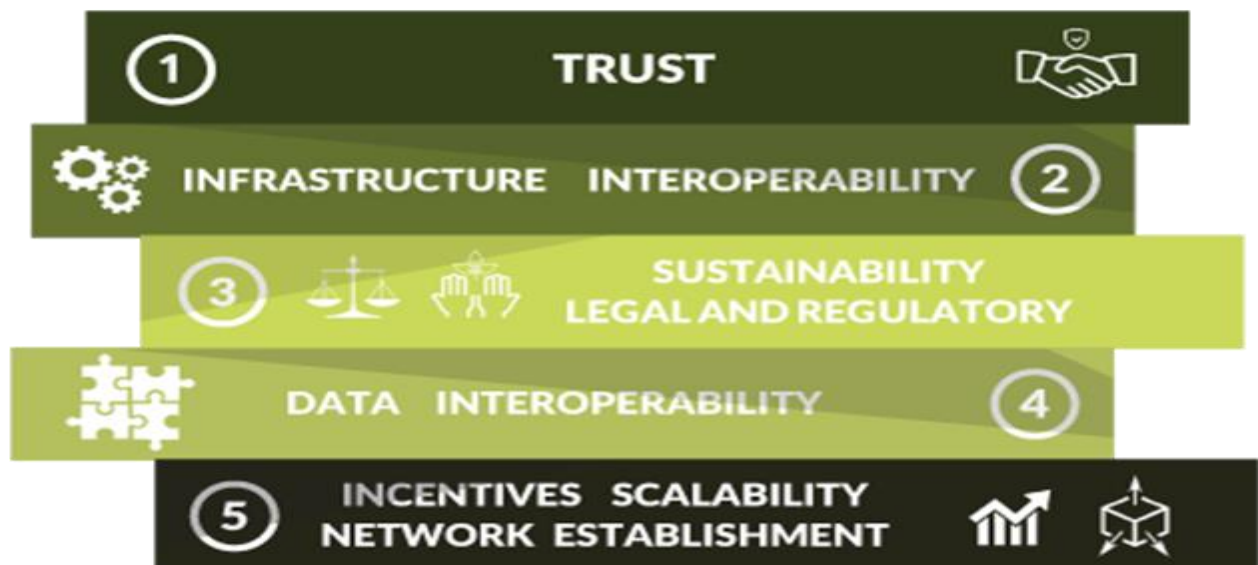 1 TRUST
INFRASTRUCTURE INTEROPERABILITY 2
3 SUSTAINABILITY
LEGAL AND REGULATORY
DATA INTEROPERABILITY 4
5 INCENTIVES SCALABILITY
NETWORK ESTABLISHMENT